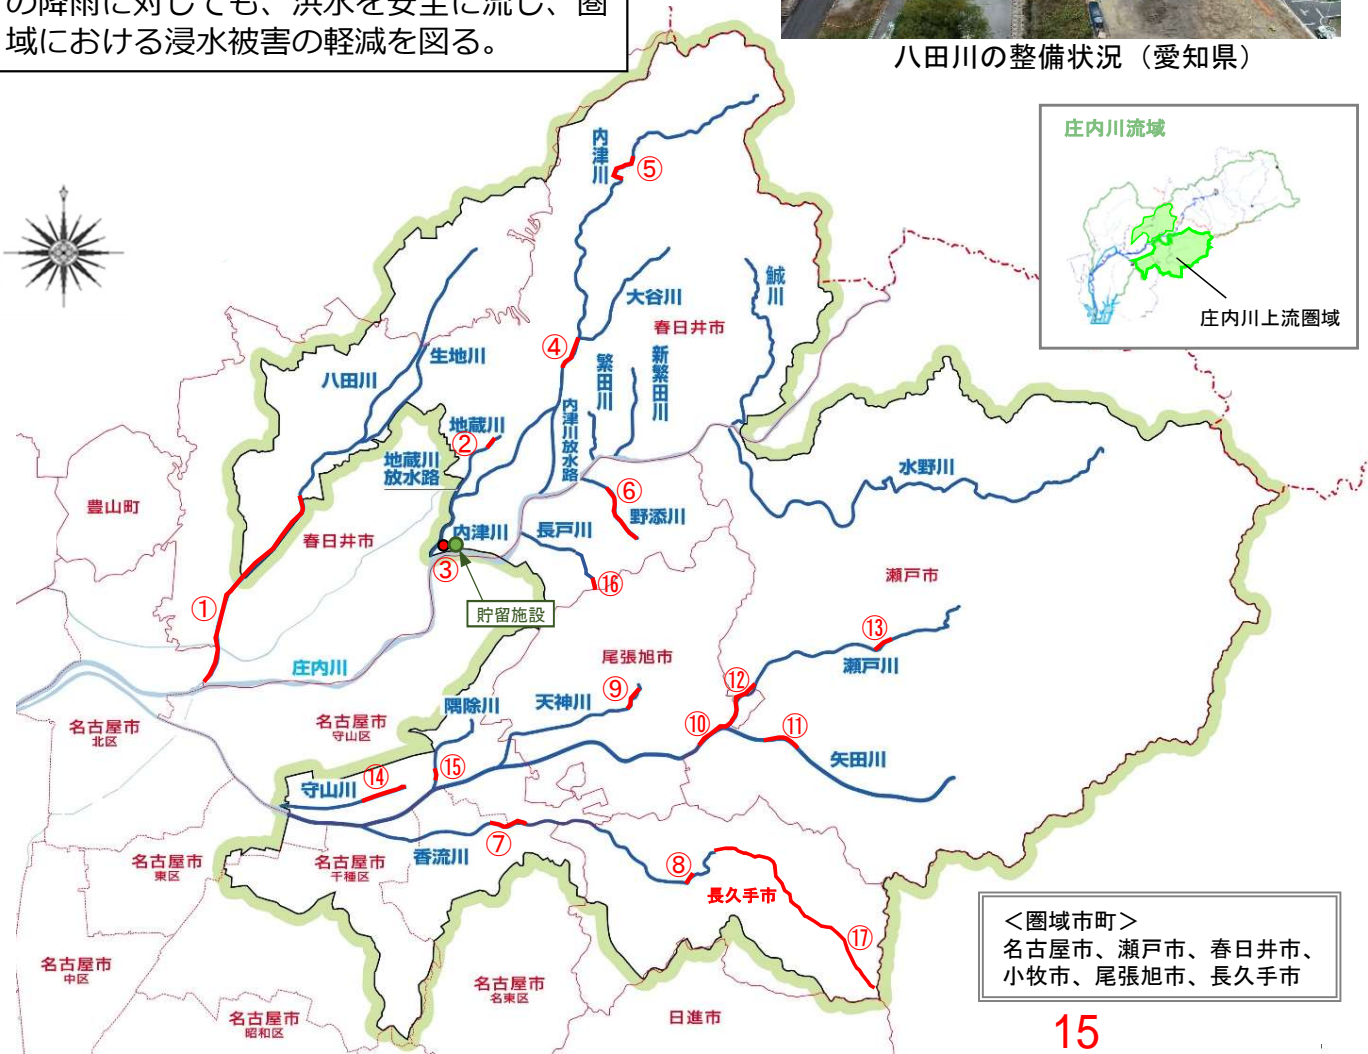 の降雨に対しても、洪水を安全に流し、圏
域における浸水被害の軽減を図る。
八田川の整備状況（愛知県）
庄内川流域
庄内川上流圏域
内津川
⑤
鯎川
大谷川
春日井市
④
生地川
八田川
繁田川
新繁田川
内津川放水路
地蔵川
②
地蔵川
放水路
水野川
豊山町
⑥
野添川
春日井市
内津川
長戸川
③
⑯
瀬戸市
貯留施設
①
⑬
尾張旭市
瀬戸川
庄内川
⑫
⑨
天神川
隅除川
名古屋市
北区
名古屋市
守山区
⑩
⑪
矢田川
⑭
⑮
守山川
⑦
香流川
名古屋市
東区
名古屋市
千種区
⑧
長久手市
⑰
名古屋市
中区
名古屋市
名東区
名古屋市
昭和区
日進市
＜圏域市町＞
名古屋市、瀬戸市、春日井市、
小牧市、尾張旭市、長久手市
15